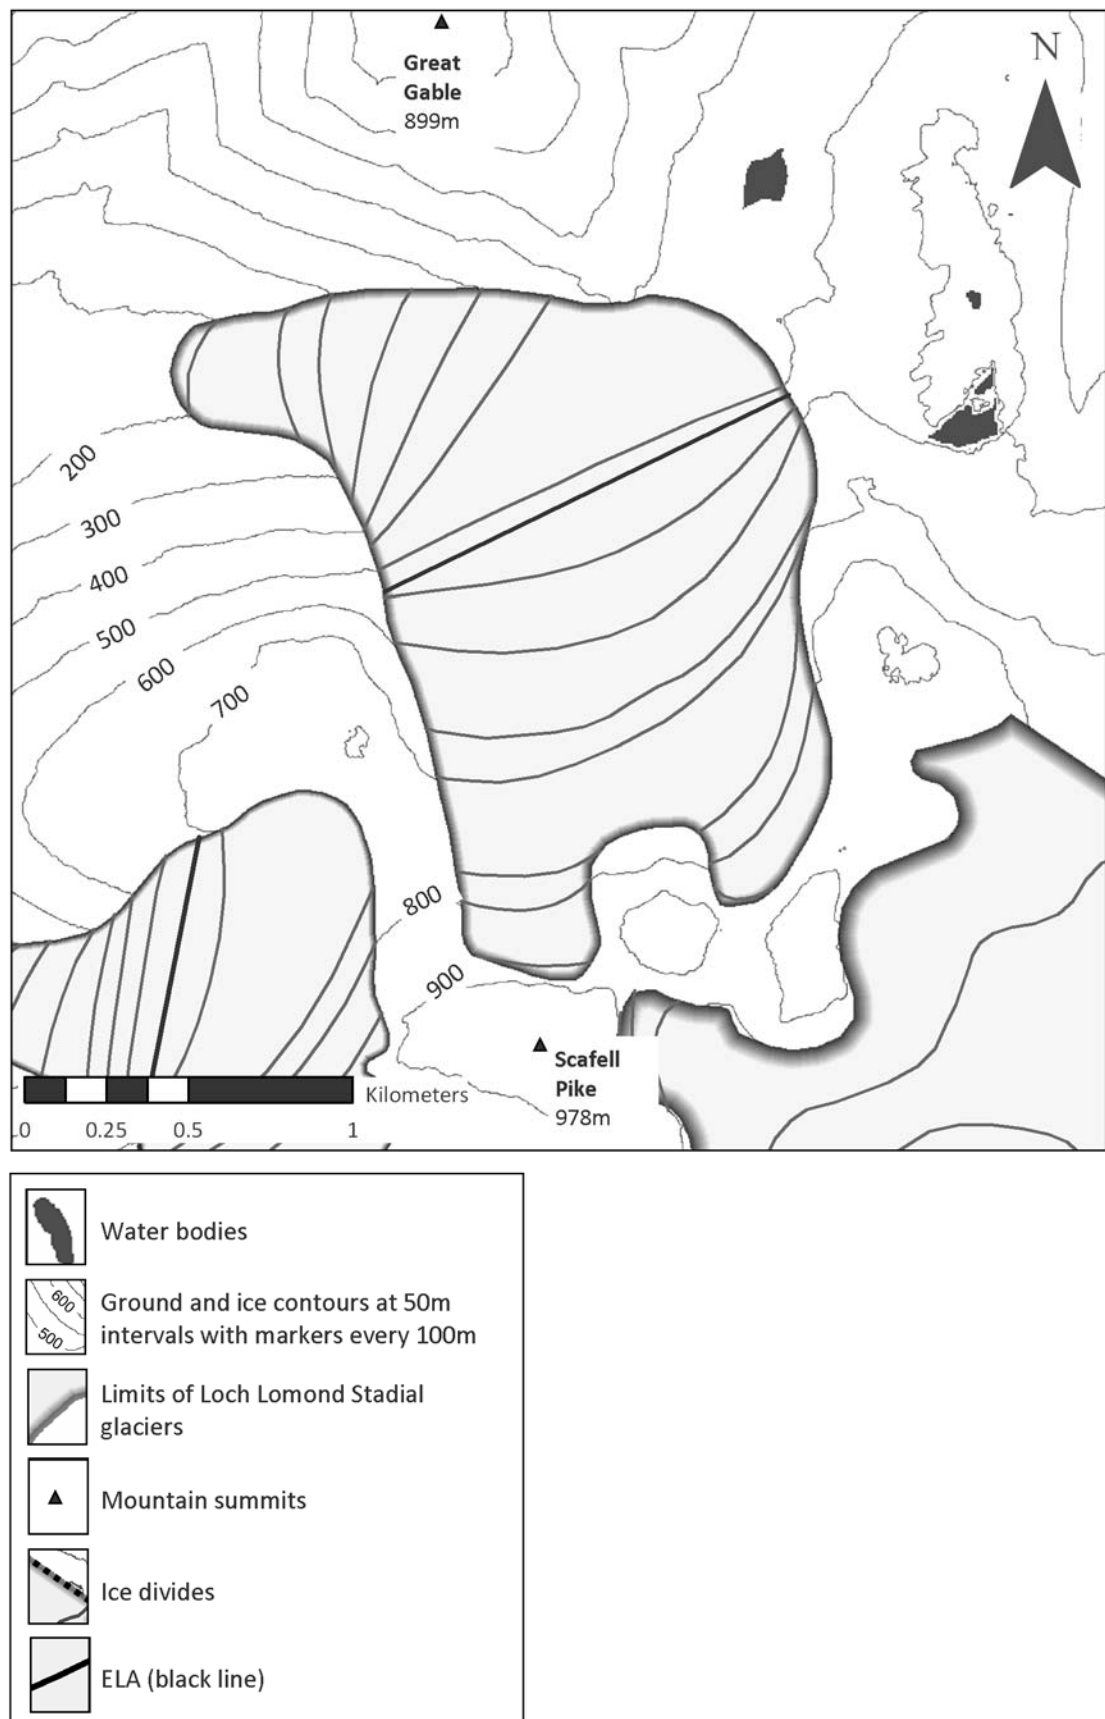 Great
Gable
899m
N
200
300
400
500
600
700
800
900
Scafell
Pike
978m
Kilometers
0 0.25 0.5 1
Water bodies
600
500
Ground and ice contours at 50m
intervals with markers every 100m
Limits of Loch Lomond Stadial
glaciers
Mountain summits
Ice divides
ELA (black line)